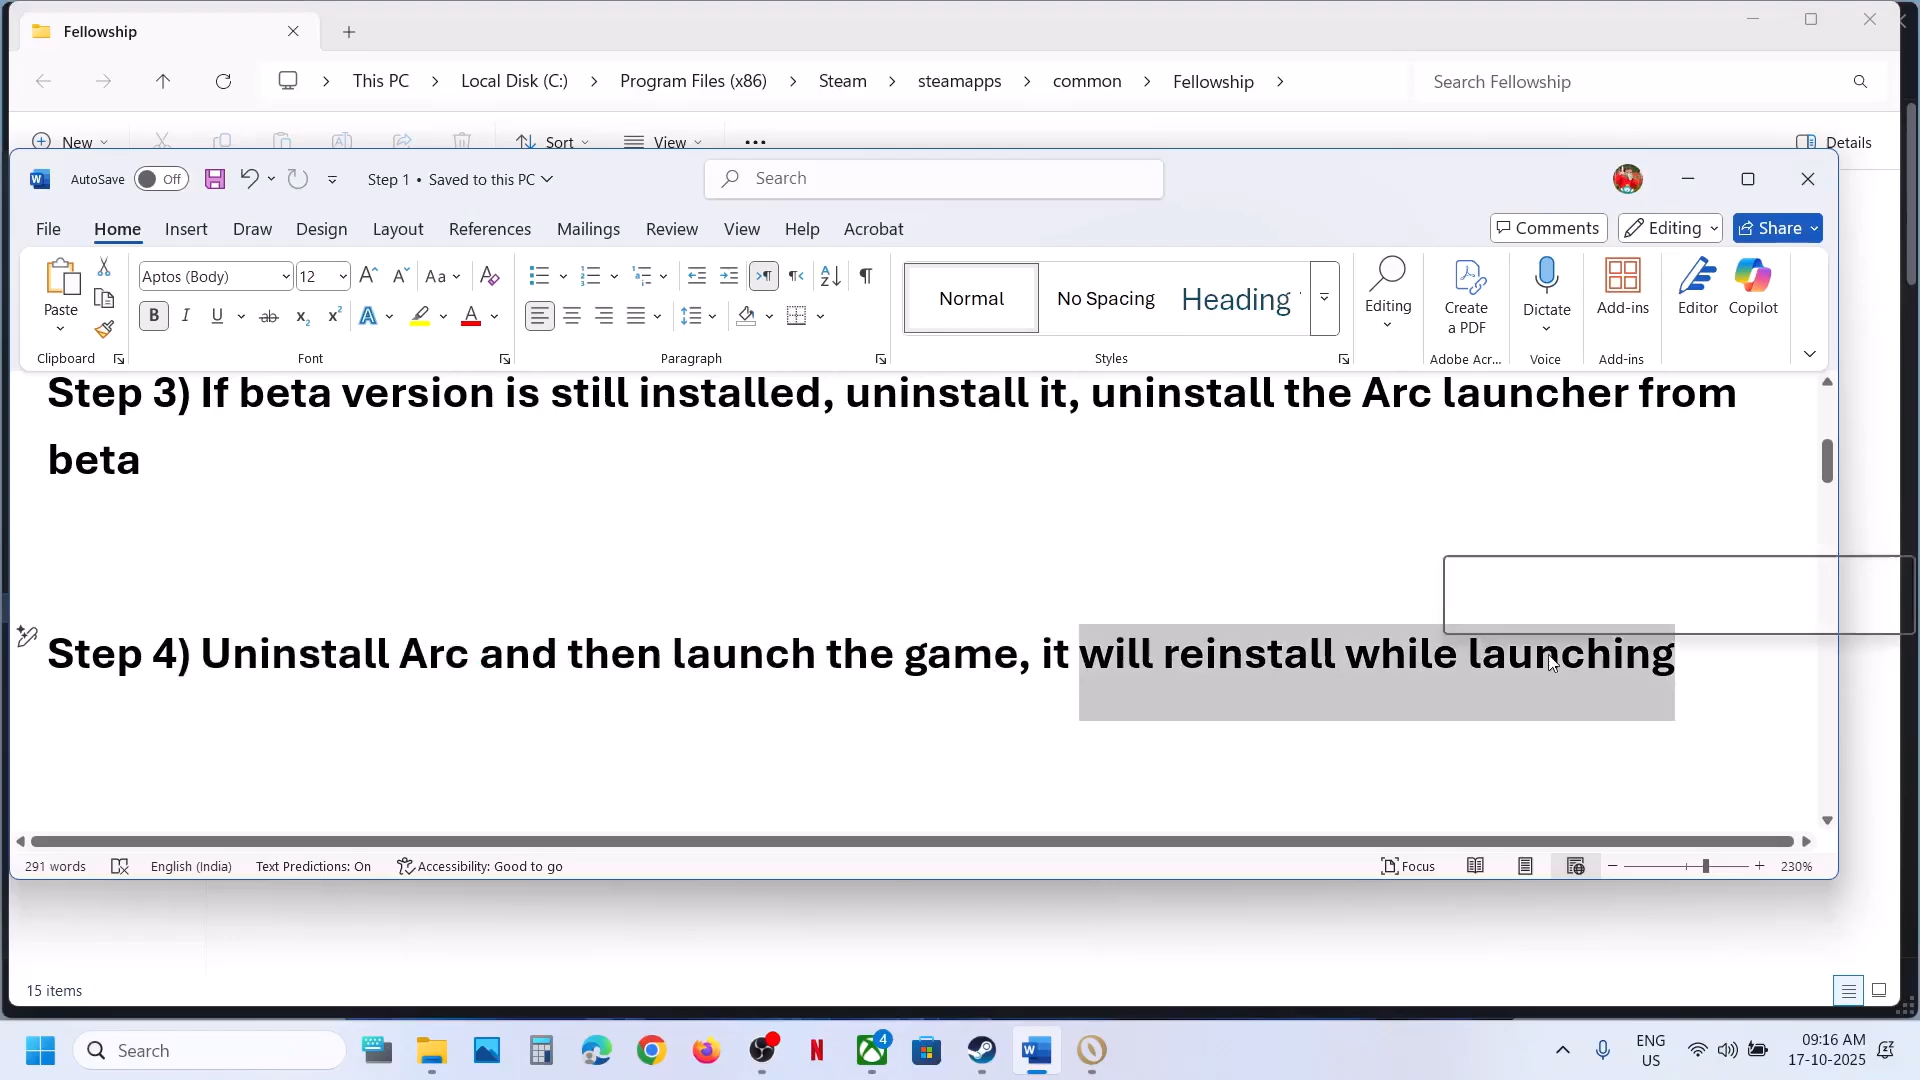 Fellowship
This PC > Local Disk (C:) > Program Files (x86) > Steam > steamapps > common > Fellowship >
Search Fellowship
New
Sort
View
Details
AutoSave Off
Step 1 • Saved to this PC
Search
File Home Insert Draw Design Layout References Mailings Review View Help Acrobat
Comments
Editing
Share
Paste
Aptos (Body)
12
Normal
No Spacing
Heading
Editing
Create
a PDF
Dictate
Add-ins
Editor
Copilot
Clipboard
Font
Paragraph
Styles
Adobe Acr...
Voice
Add-ins
Step 3) If beta version is still installed, uninstall it, uninstall the Arc launcher from
beta
Step 4) Uninstall Arc and then launch the game, it will reinstall while launching
291 words
English (India)
Text Predictions: On
Accessibility: Good to go
Focus
230%
15 items
Search
4
ENG
US
09:16 AM
17-10-2025